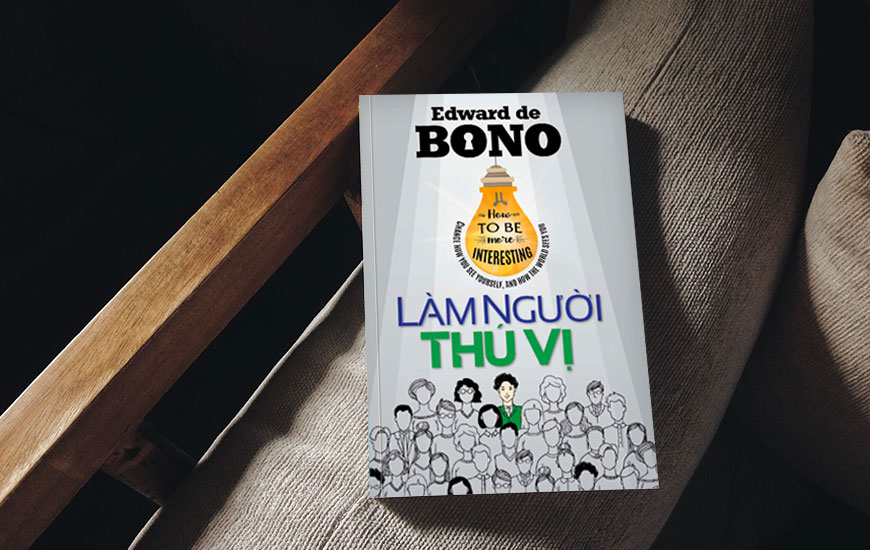 Edward de
BONO
How
TO BE
more
INTERESTING
CHANGE HOW YOU SEE YOURSELF, AND HOW THE WORLD SEES YOU
LÀM NGƯỜI
THÚ VỊ